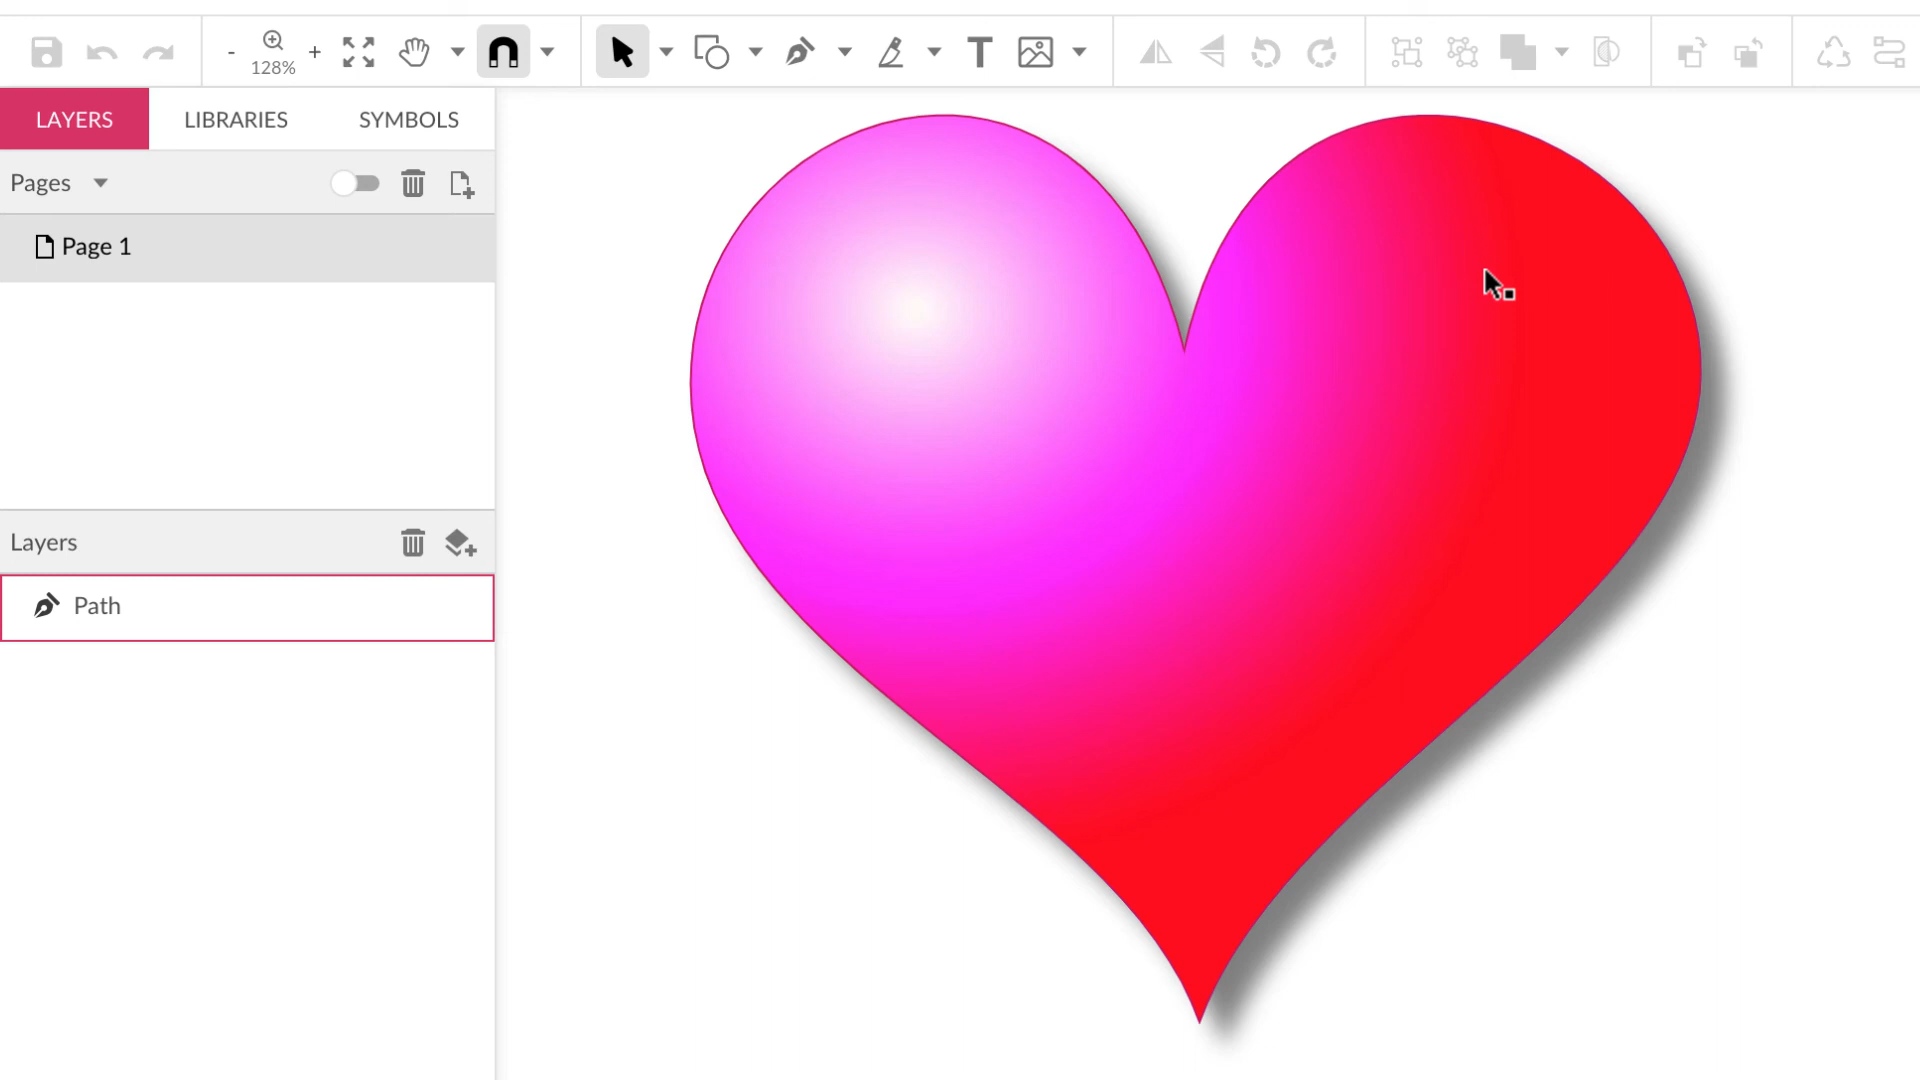 - 128% +
LAYERS LIBRARIES SYMBOLS
Pages
Page 1
Layers
Path